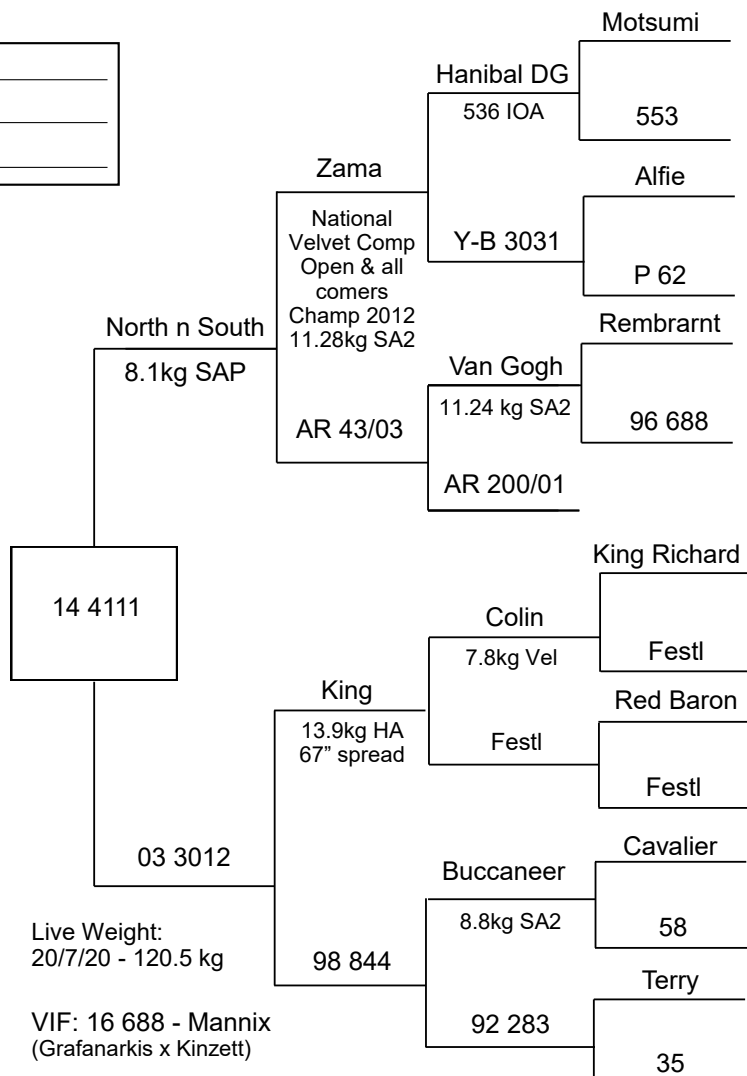 Motsumi
Hanibal DG
536 IOA
553
Zama
Alfie
National
Velvet Comp
Open & all
comers
Champ 2012
11.28kg SA2
Y-B 3031
P 62
North n South
8.1kg SAP
Rembrarnt
Van Gogh
11.24 kg SA2
96 688
AR 43/03
AR 200/01
14 4111
King Richard
Colin
7.8kg Vel
Festl
King
13.9kg HA
67” spread
Red Baron
Festl
Festl
03 3012
Cavalier
Buccaneer
8.8kg SA2
58
98 844
Terry
92 283
35
Live Weight:
20/7/20 - 120.5 kg
VIF: 16 688 - Mannix
(Grafanarkis x Kinzett)